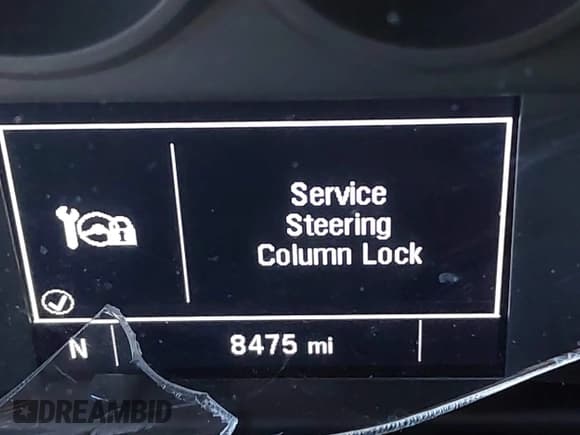 Service
Steering
Column Lock
N 8475 mi
DREAMBID